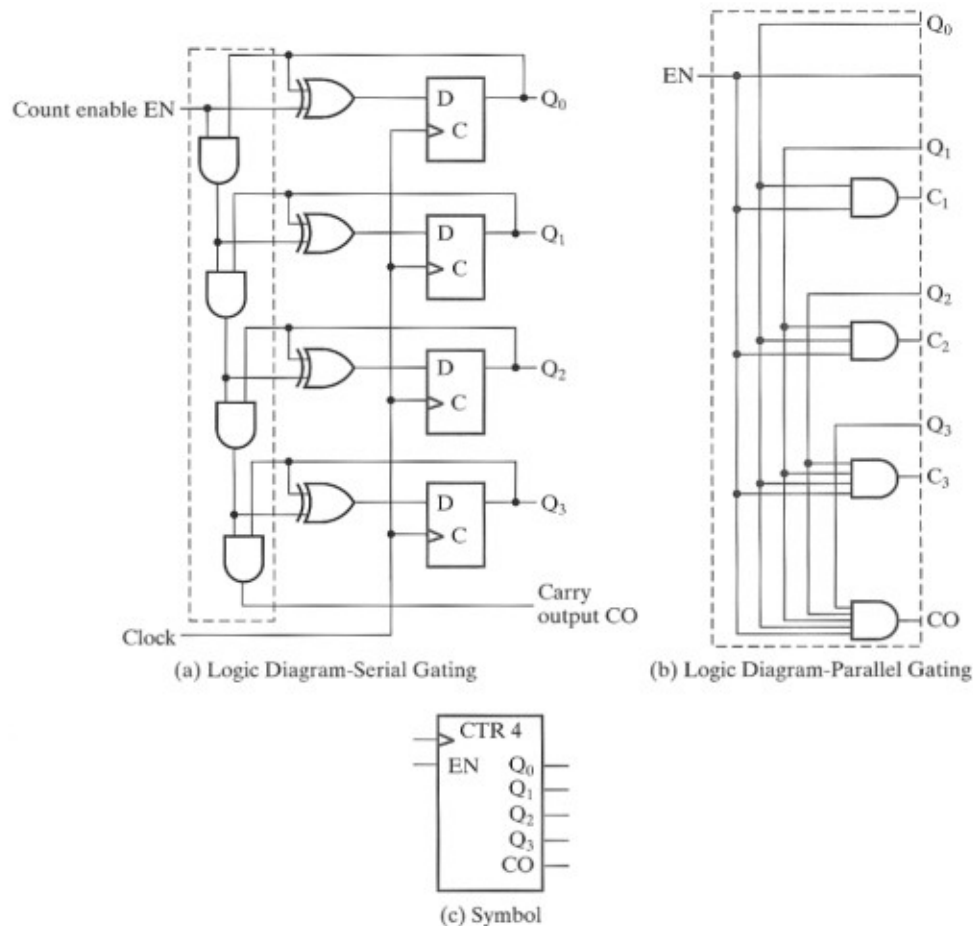 Count enable EN
D
C
Q0
D
C
Q1
D
C
Q2
D
C
Q3
Carry
output CO
Clock
(a) Logic Diagram-Serial Gating
EN
Q0
Q1
C1
Q2
C2
Q3
C3
CO
(b) Logic Diagram-Parallel Gating
CTR 4
EN
Q0
Q1
Q2
Q3
CO
(c) Symbol